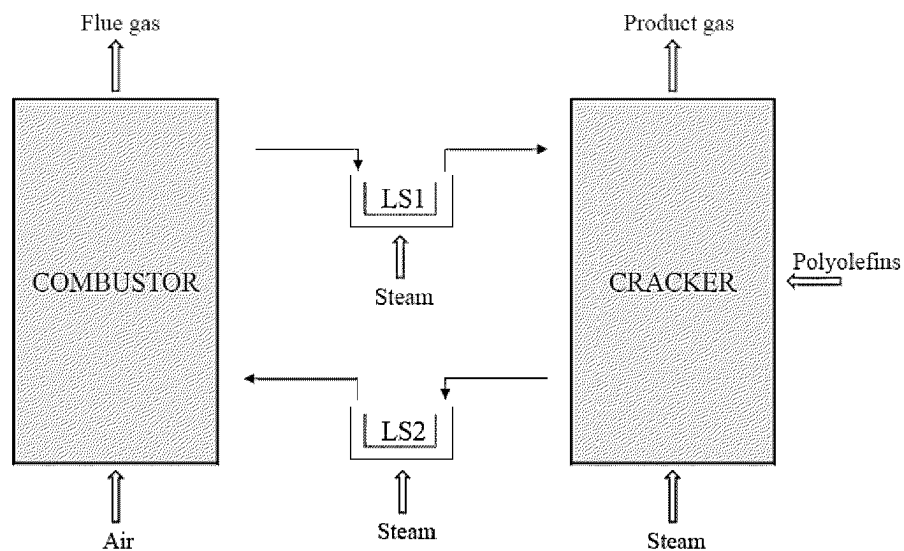 Flue gas
Product gas
LS1
COMBUSTOR
CRACKER
Polyolefins
Steam
LS2
Air
Steam
Steam